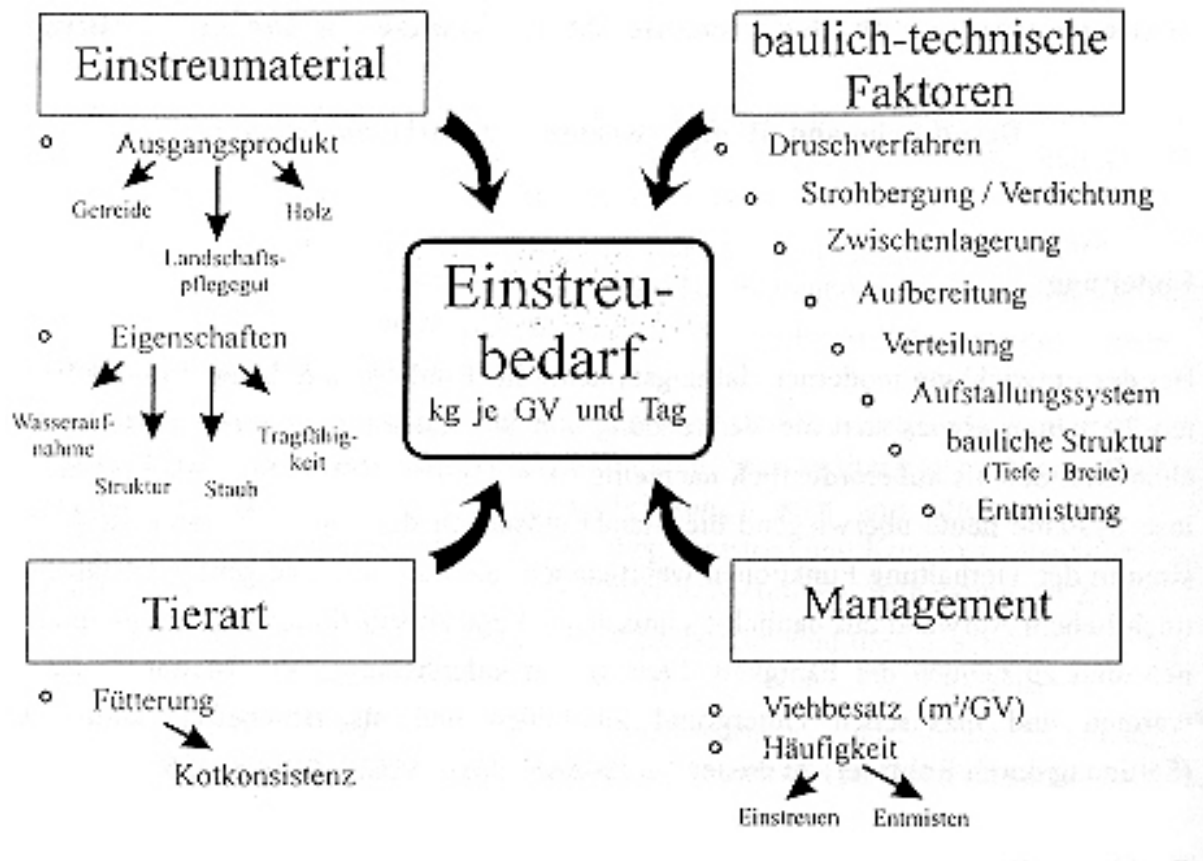 Einstreumaterial
Ausgangsprodukt
Getreide
Holz
Landschafts-
pflegegut
Eigenschaften
Wasserauf-
nahme
Struktur
Staub
Tragfähig-
keit
baulich-technische
Faktoren
Druschverfahren
Strohbergung / Verdichtung
Zwischenlagerung
Aufbereitung
Verteilung
Aufstallungssystem
bauliche Struktur
(Tiefe : Breite)
Entmistung
Einstreu-
bedarf
kg je GV und Tag
Tierart
Fütterung
Kotkonsistenz
Management
Viehbesatz (m²/GV)
Häufigkeit
Einstreuen
Entmisten